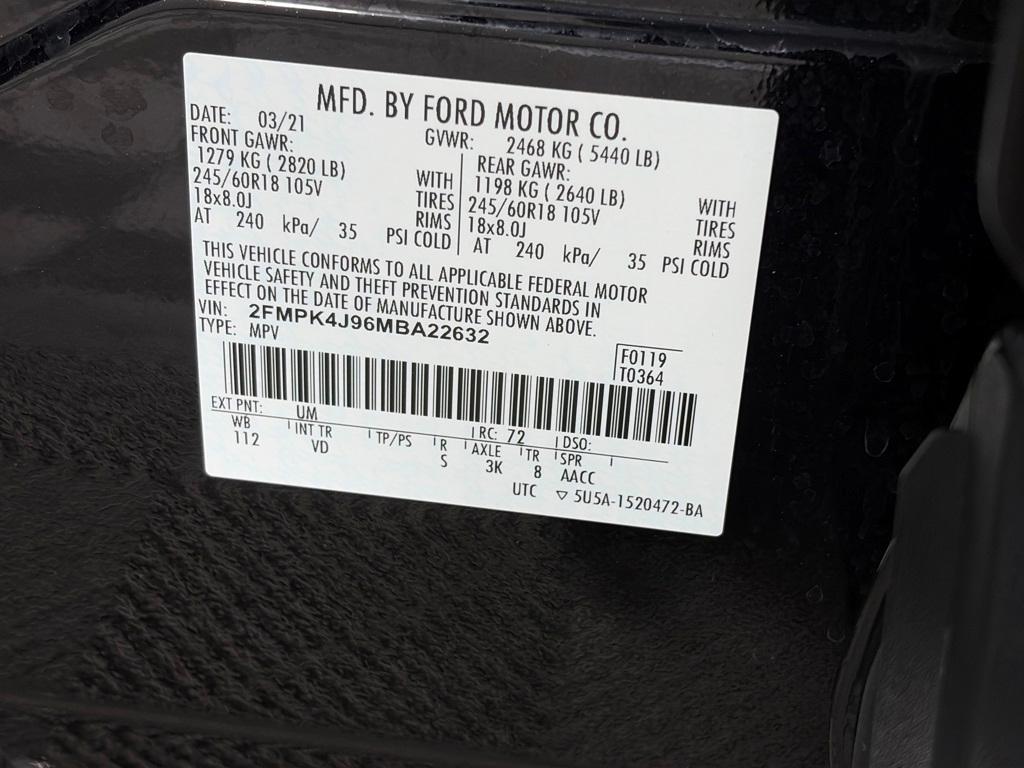 MFD. BY FORD MOTOR CO.
DATE: 03/21 GVWR: 2468 KG ( 5440 LB)
FRONT GAWR: REAR GAWR:
1279 KG ( 2820 LB) WITH 1198 KG ( 2640 LB) WITH
245/60R18 105V TIRES 245/60R18 105V TIRES
18x8.0J RIMS 18x8.0J RIMS
AT 240 kPa/ 35 PSI COLD AT 240 kPa/ 35 PSI COLD
THIS VEHICLE CONFORMS TO ALL APPLICABLE FEDERAL MOTOR
VEHICLE SAFETY AND THEFT PREVENTION STANDARDS IN
EFFECT ON THE DATE OF MANUFACTURE SHOWN ABOVE.
VIN: 2FMPK4J96MBA22632
TYPE: MPV
F0119
T0364
EXT PNT: UM RC: 72 DSO:
WB INT TR TP/PS R AXLE TR SPR
112 VD S 3K 8 AACC
UTC ▽ 5U5A-1520472-BA